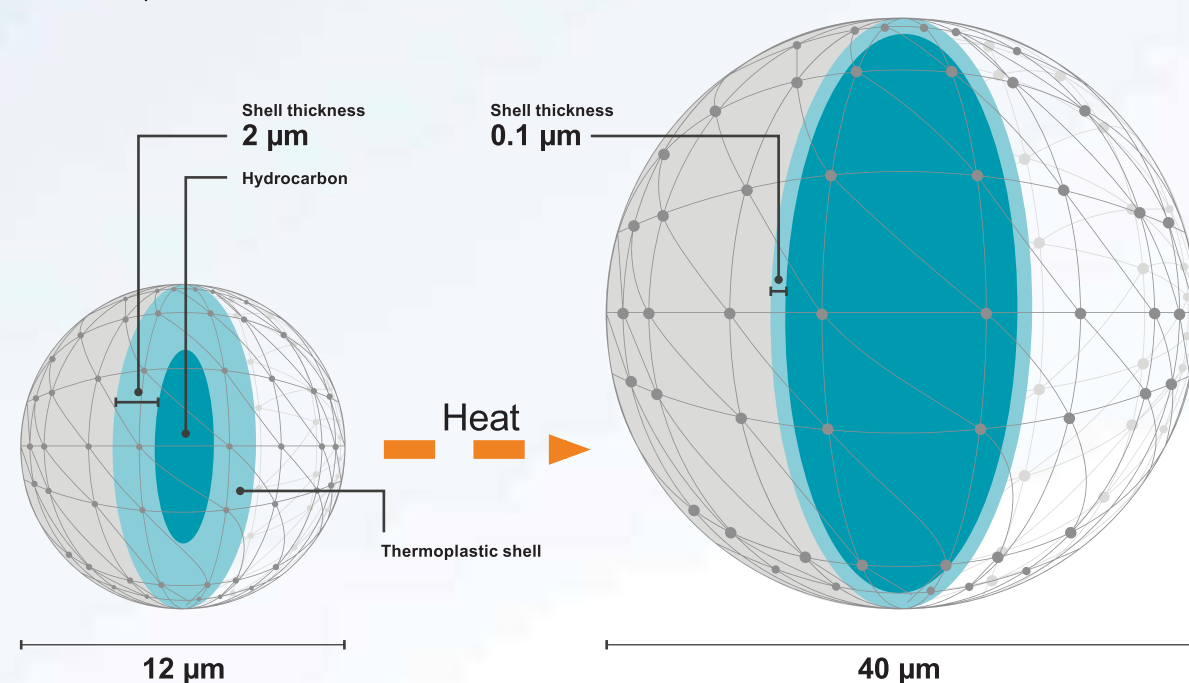 Shell thickness
2 µm
Hydrocarbon
Shell thickness
0.1 µm
Heat
Thermoplastic shell
12 µm
40 µm